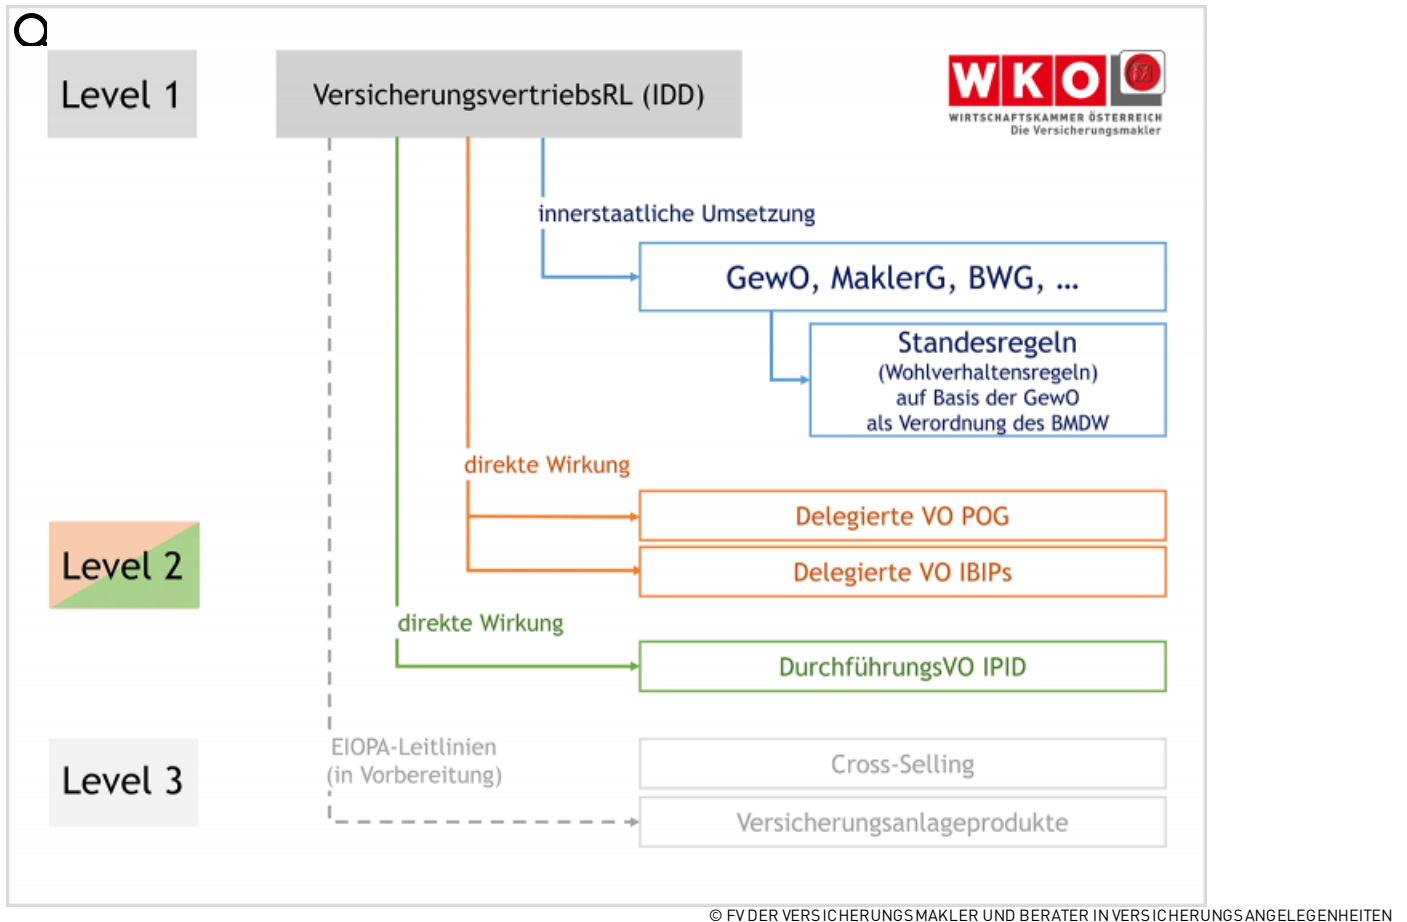 Level 1
VersicherungsvertriebsRL (IDD)
WKO
WIRTSCHAFTSKAMMER ÖSTERREICH
Die Versicherungsmakler
innerstaatliche Umsetzung
GewO, MaklerG, BWG, ...
Standesregeln
(Wohlverhaltensregeln)
auf Basis der GewO
als Verordnung des BMDW
direkte Wirkung
Delegierte VO POG
Level 2
Delegierte VO IBIPs
direkte Wirkung
DurchführungsVO IPID
EIOPA-Leitlinien
(in Vorbereitung)
Cross-Selling
Level 3
Versicherungsanlageprodukte
© FV DER VERSICHERUNGSMAKLER UND BERATER IN VERSICHERUNGSANGELEGENHEITEN